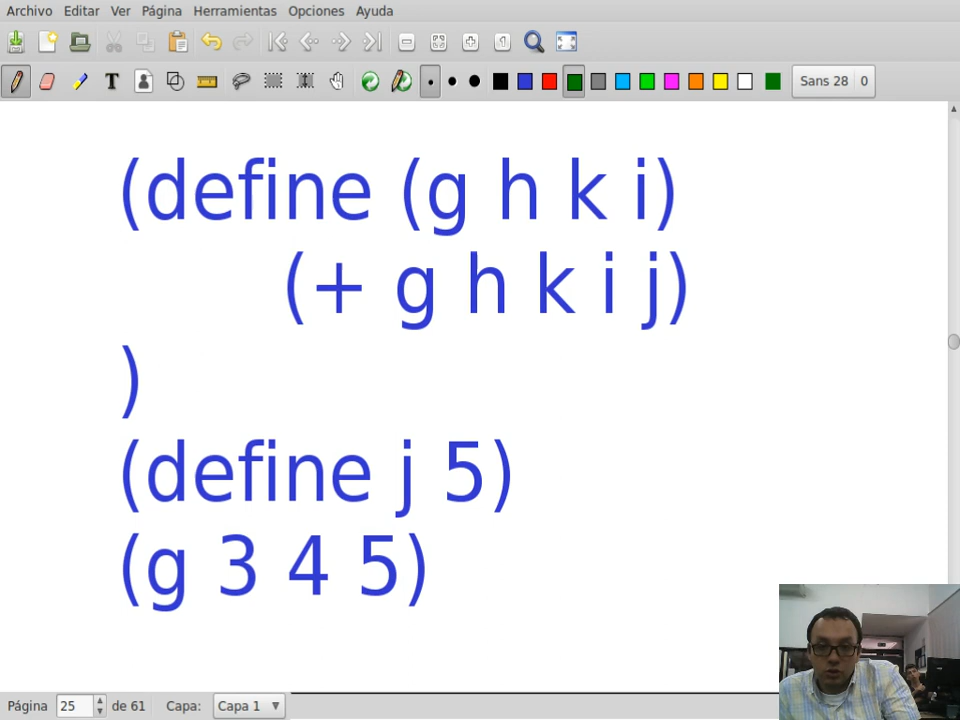 Archivo Editar Ver Página Herramientas Opciones Ayuda
T Sans 28 0
(define (g h k i)
(+ g h k i j)
)
(define j 5)
(g 3 4 5)
Página 25 de 61 Capa: Capa 1